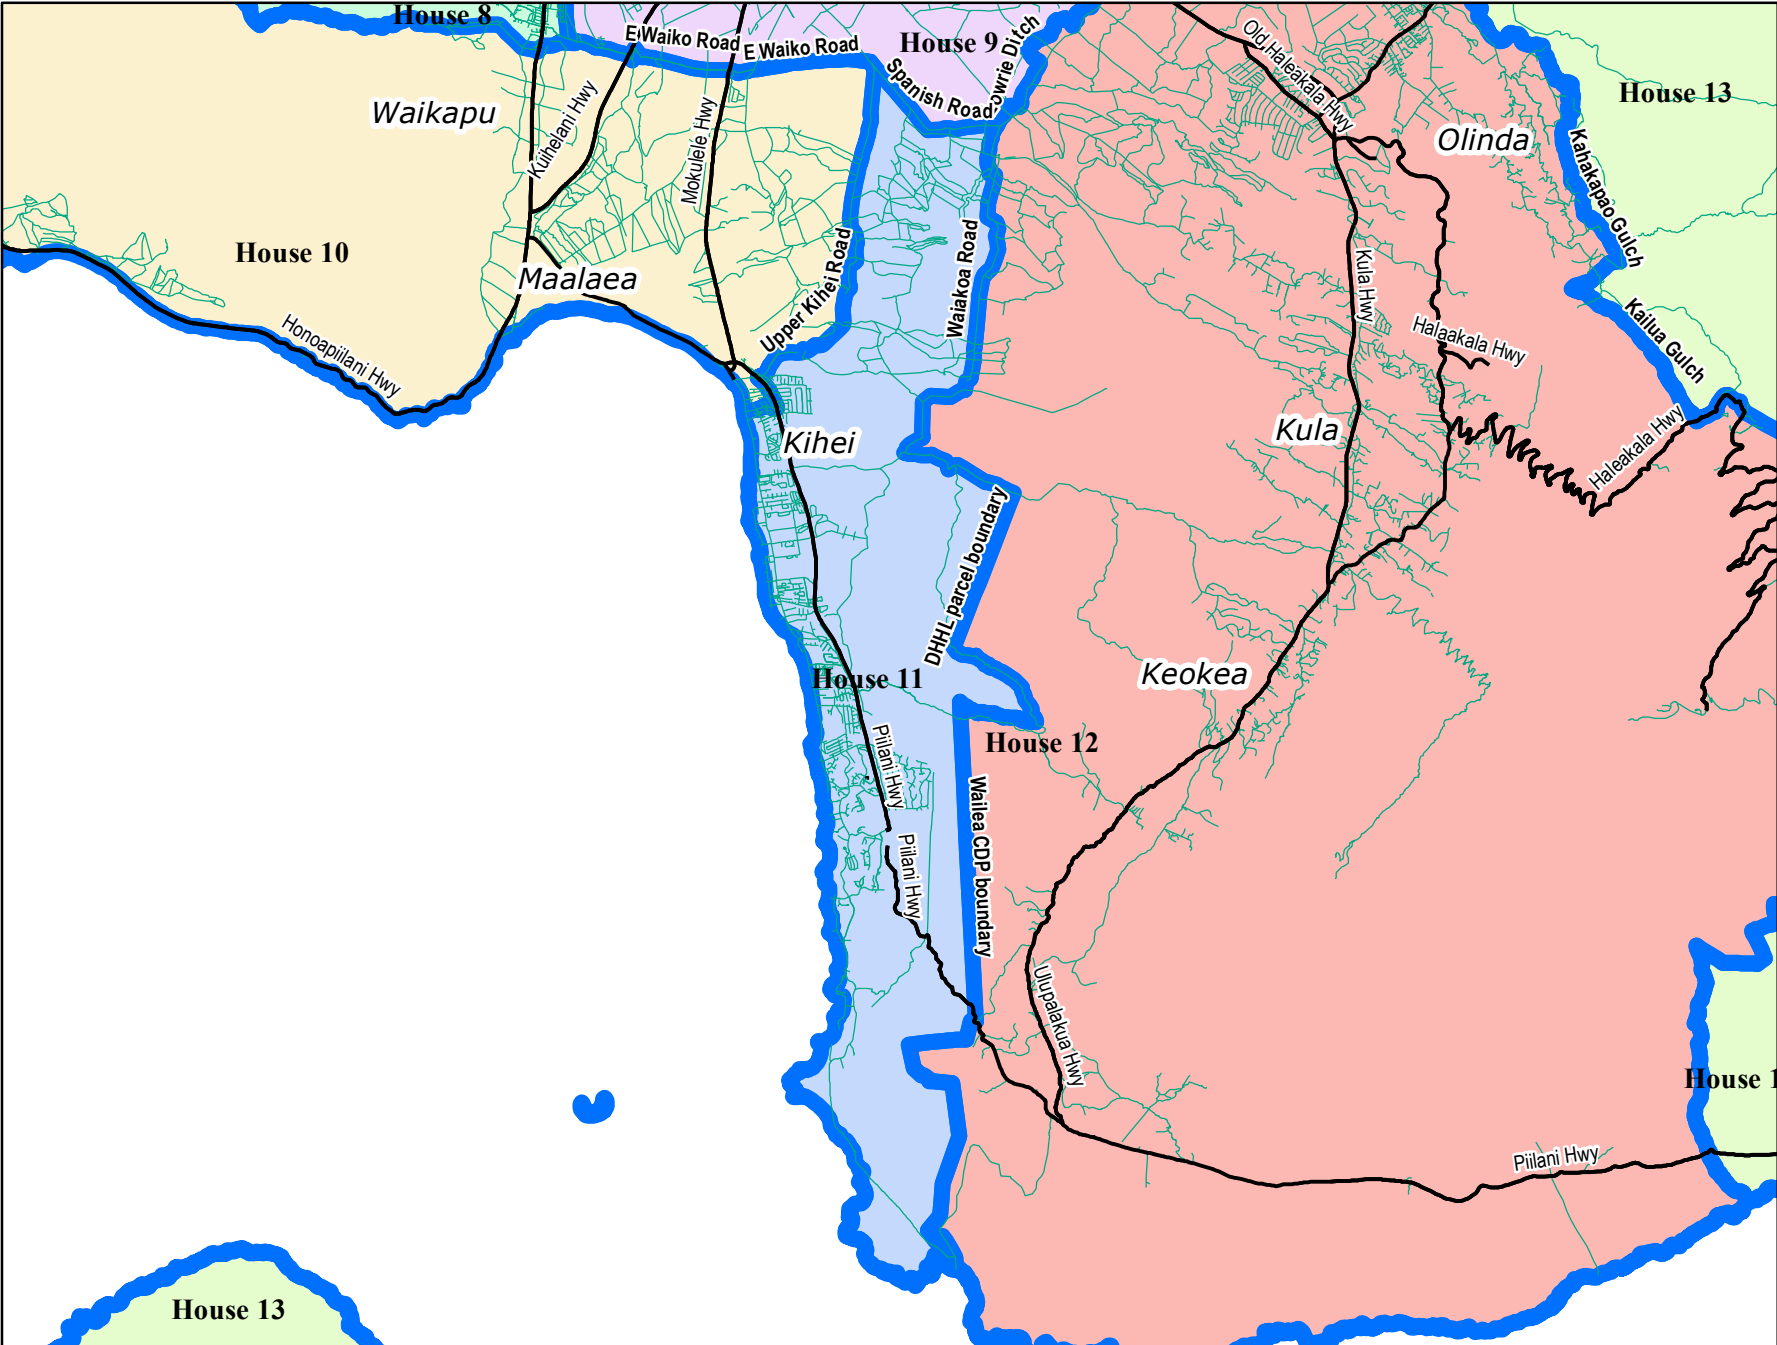 House 8
E Waiko Road
E Waiko Road
House 9
Lowrie Ditch
Old Haleakala Hwy
House 13
Waikapu
Kuihelani Hwy
Mokulele Hwy
Spanish Road
Olinda
Kahakapao Gulch
House 10
Maalaea
Upper Kihei Road
Waiakoa Road
Kula Hwy
Honoapiilani Hwy
Halaakala Hwy
Kailua Gulch
Kihei
Kula
Haleakala Hwy
DHHL parcel boundary
House 11
Keokea
House 12
Piilani Hwy
Piilani Hwy
Wailea CDP boundary
Ulupalakua Hwy
House 1
Piilani Hwy
House 13